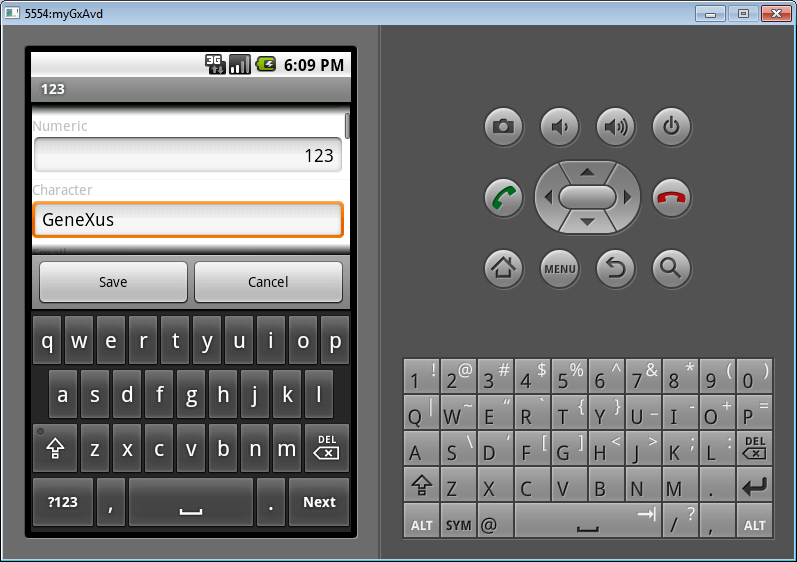 5554:myGxAvd
3G 6:09 PM
123
Numeric
123
Character
GeneXus
Save Cancel
q w e r t y u i o p
a s d f g h j k l
z x c v b n m DEL
?123 , . Next
MENU
1 ! 2 @ 3 # 4 $ 5 % 6 ^ 7 & 8 * 9 ( 0 )
Q | W ~ E “ R ` T { Y } U _ I - O + P =
A S \ D ‘ F [ G ] H < J > K ; L : DEL
Z X C V B N M .
ALT SYM @ / ? , ALT